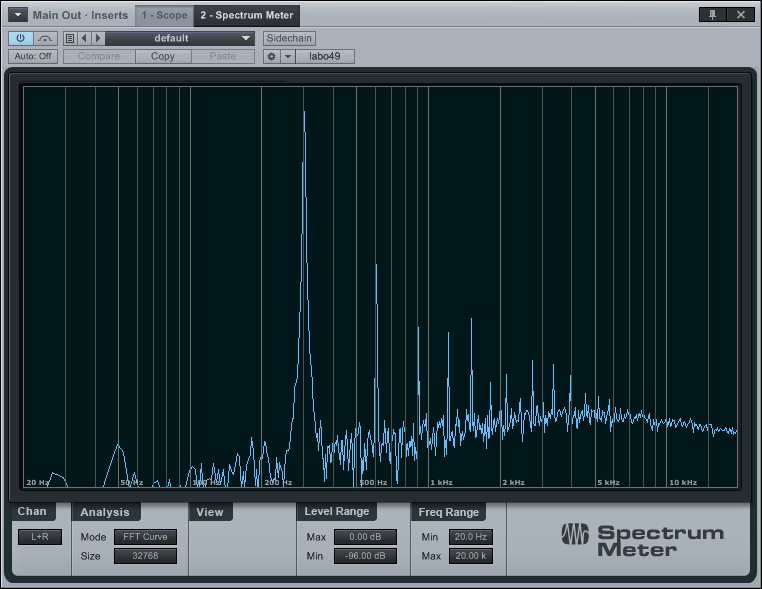 Main Out · Inserts 1 - Scope 2 - Spectrum Meter
default Sidechain
Auto: Off Compare Copy Paste labo49
20 Hz 50 Hz 100 Hz 200 Hz 500 Hz 1 kHz 2 kHz 5 kHz 10 kHz
Chan Analysis View Level Range Freq Range
L+R Mode FFT Curve Max 0.00 dB Min 20.0 Hz
Size 32768 Min -96.00 dB Max 20.00 k
Spectrum
Meter